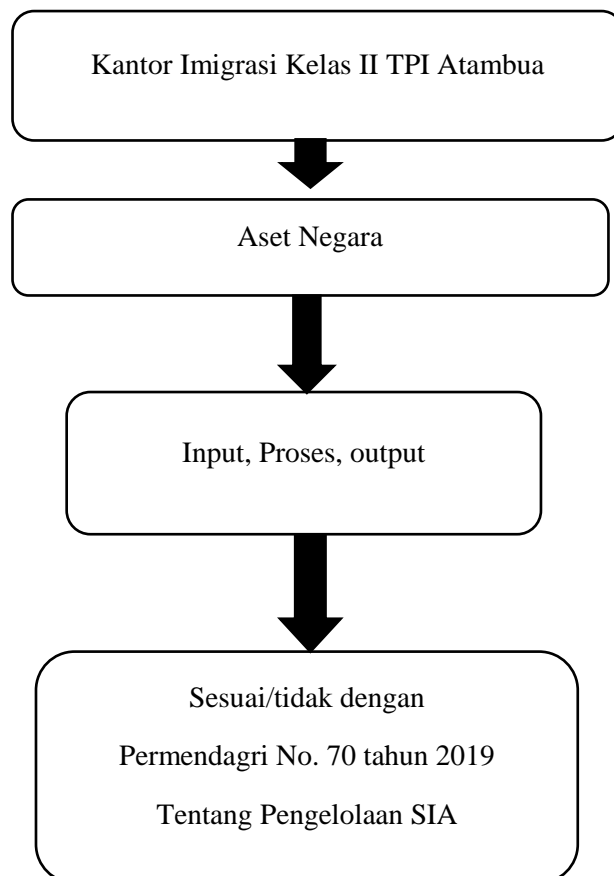 Kantor Imigrasi Kelas II TPI Atambua
Aset Negara
Input, Proses, output
Sesuai/tidak dengan
Permendagri No. 70 tahun 2019
Tentang Pengelolaan SIA